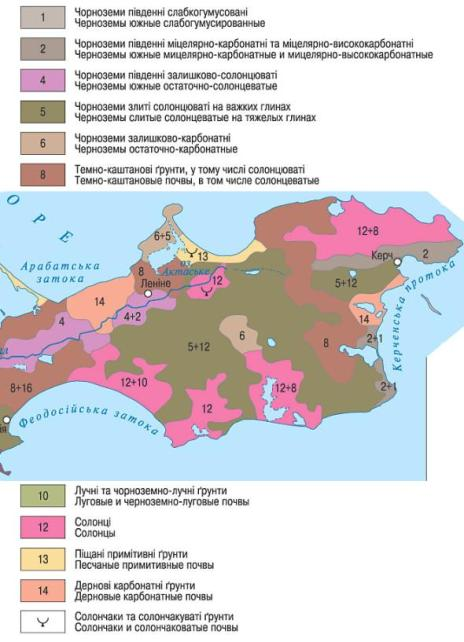 1 Чорноземи південні слабкогумусовані
Черноземы южные слабогумусированные
2 Чорноземи південні міцелярно-карбонатні та міцелярно-висококарбонатні
Черноземы южные мицелярно-карбонатные и мицелярно-высококарбонатные
4 Чорноземи південні залишково-солонцюваті
Черноземы южные остаточно-солонцеватые
5 Чорноземи злиті солонцюваті на важких глинах
Черноземы слитые солонцеватые на тяжелых глинах
6 Чорноземи залишково-карбонатні
Черноземы остаточно-карбонатные
8 Темно-каштанові ґрунти, у тому числі солонцюваті
Темно-каштановые почвы, в том числе солонцеватые
О Р Е
6+5
12+8
13
Керч
2
Арабатська
затока
8
оз.
Актаське
Леніне
12
5+12
14
14
4
4+2
5+12
6
8
2+1
Керченська протока
8+16
12+10
12
12+8
2+1
Феодосійська затока
10 Лучні та чорноземно-лучні ґрунти
Луговые и черноземно-луговые почвы
12 Солонці
Солонцы
13 Піщані примітивні ґрунти
Песчаные примитивные почвы
14 Дернові карбонатні ґрунти
Дерновые карбонатные почвы
Солончаки та солончакуваті ґрунти
Солончаки и солончаковатые почвы